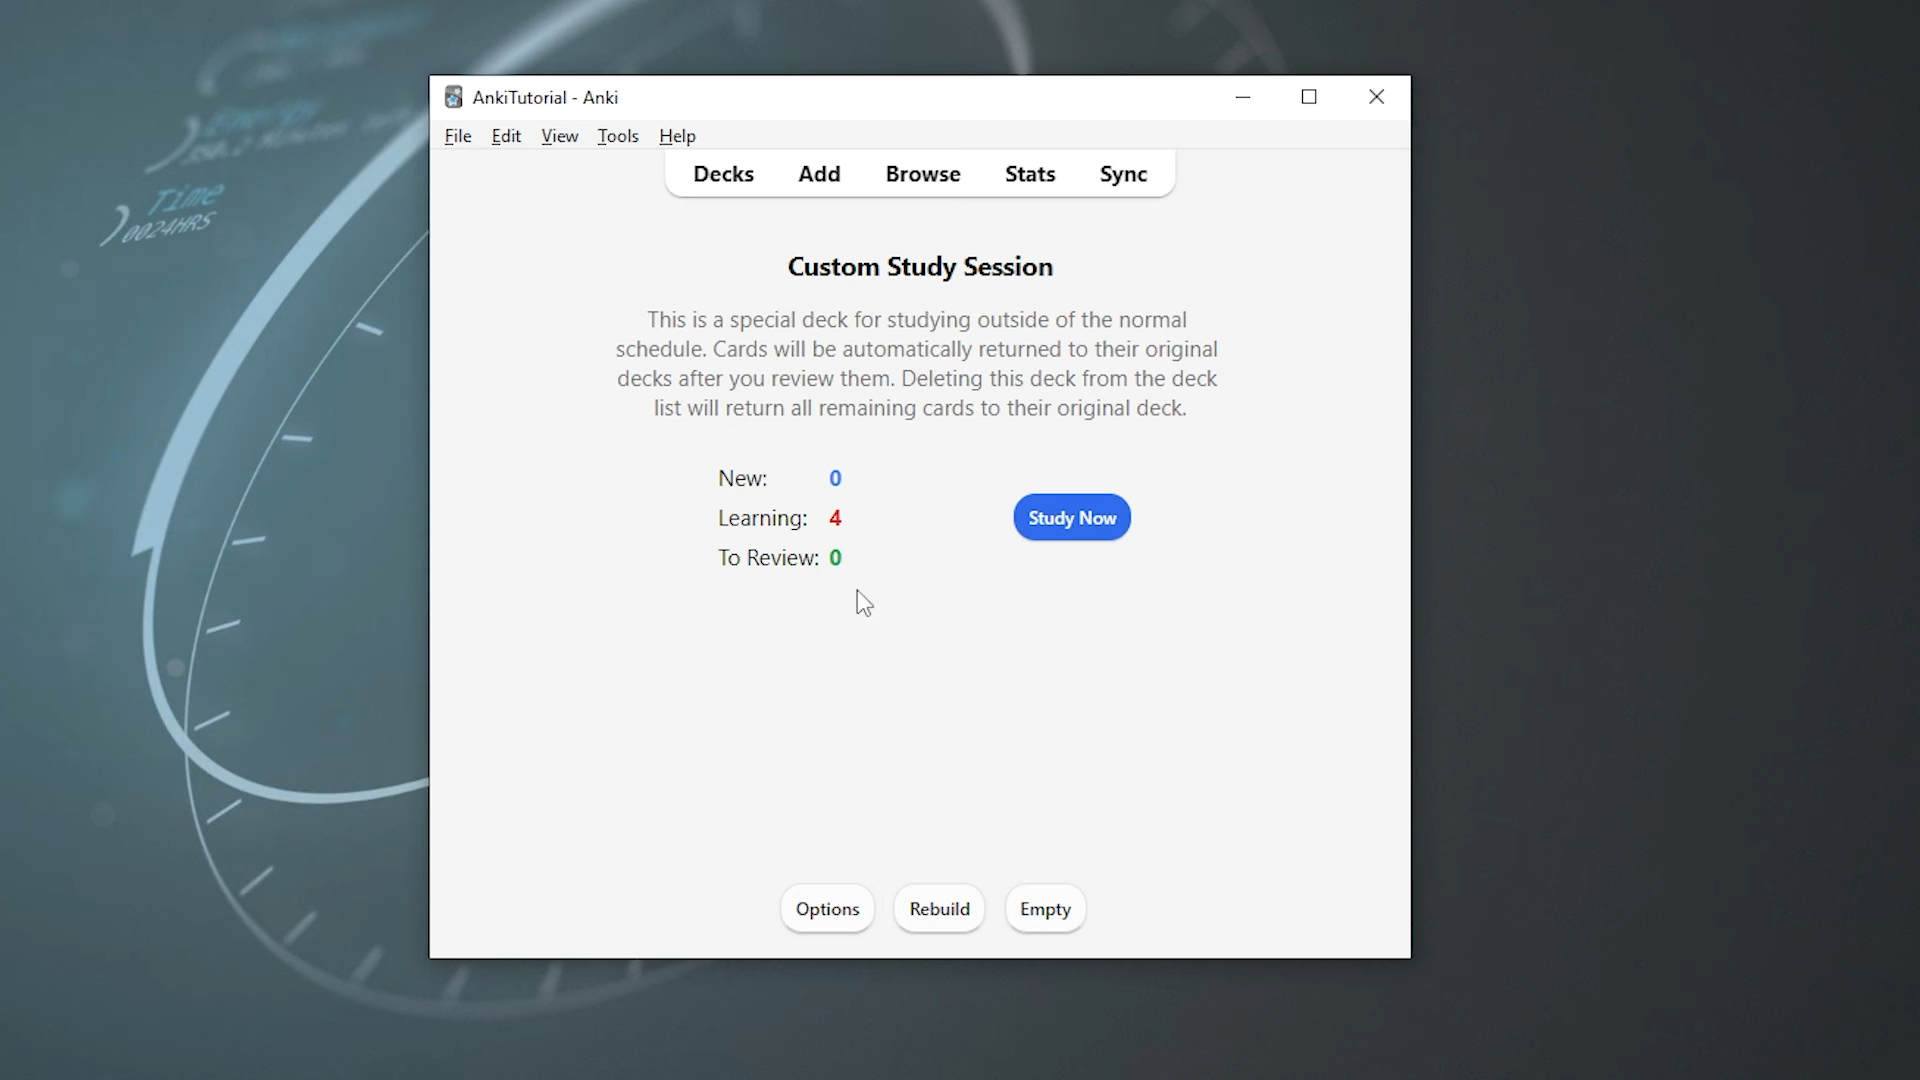 Time
0024HRS
AnkiTutorial - Anki
File Edit View Tools Help
Decks Add Browse Stats Sync
Custom Study Session
This is a special deck for studying outside of the normal
schedule. Cards will be automatically returned to their original
decks after you review them. Deleting this deck from the deck
list will return all remaining cards to their original deck.
New: 0
Learning: 4
To Review: 0
Study Now
Options Rebuild Empty